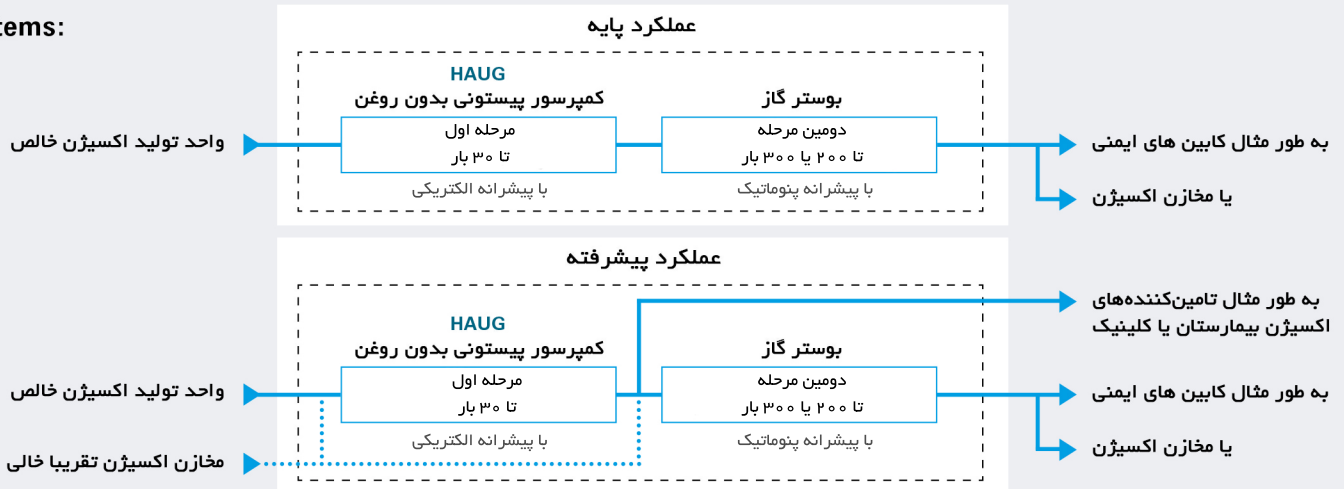 tems:
عملکرد پایه
HAUG
کمپرسور پیستونی بدون روغن
بوستر گاز
مرحله اول
تا ۳۰ بار
دومین مرحله
تا ۲۰۰ یا ۳۰۰ بار
با پیشرانه الکتریکی
با پیشرانه پنوماتیک
واحد تولید اکسیژن خالص
به طور مثال کابین های ایمنی
یا مخازن اکسیژن
عملکرد پیشرفته
HAUG
کمپرسور پیستونی بدون روغن
بوستر گاز
مرحله اول
تا ۳۰ بار
دومین مرحله
تا ۲۰۰ یا ۳۰۰ بار
با پیشرانه الکتریکی
با پیشرانه پنوماتیک
واحد تولید اکسیژن خالص
مخازن اکسیژن تقریبا خالی
به طور مثال تامین‌کننده‌های
اکسیژن بیمارستان یا کلینیک
به طور مثال کابین های ایمنی
یا مخازن اکسیژن